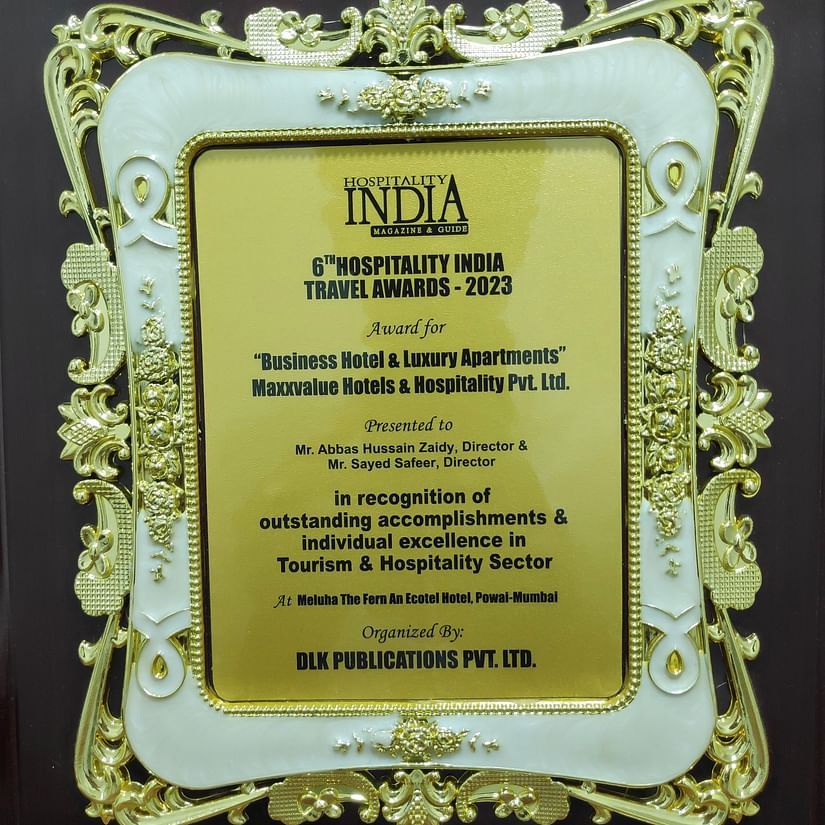 HOSPITALITY
INDIA
MAGAZINE & GUIDE
6TH HOSPITALITY INDIA
TRAVEL AWARDS - 2023
Award for
“Business Hotel & Luxury Apartments”
Maxxvalue Hotels & Hospitality Pvt. Ltd.
Presented to
Mr. Abbas Hussain Zaidy, Director &
Mr. Sayed Safeer, Director
in recognition of
outstanding accomplishments &
individual excellence in
Tourism & Hospitality Sector
At Meluha The Fern An Ecotel Hotel, Powai-Mumbai
Organized By:
DLK PUBLICATIONS PVT. LTD.